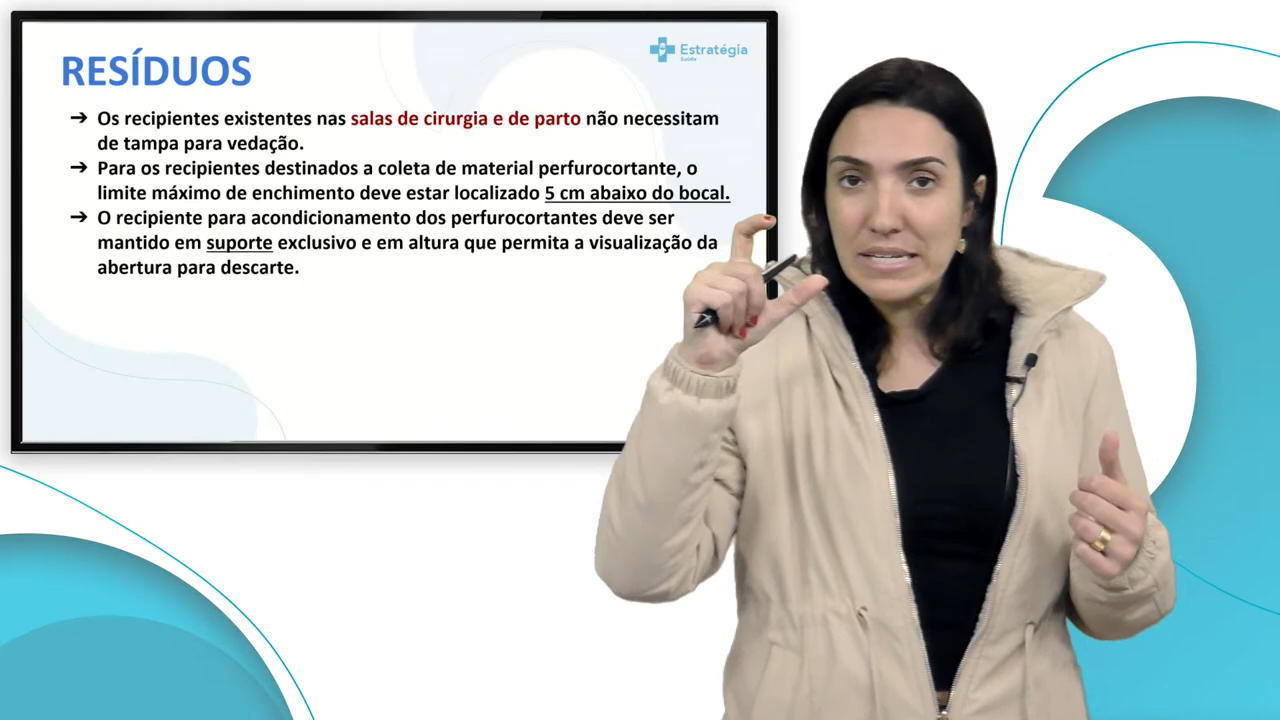 RESÍDUOS
Estratégia
Saúde
➔ Os recipientes existentes nas salas de cirurgia e de parto não necessitam
de tampa para vedação.
➔ Para os recipientes destinados a coleta de material perfurocortante, o
limite máximo de enchimento deve estar localizado 5 cm abaixo do bocal.
➔ O recipiente para acondicionamento dos perfurocortantes deve ser
mantido em suporte exclusivo e em altura que permita a visualização da
abertura para descarte.